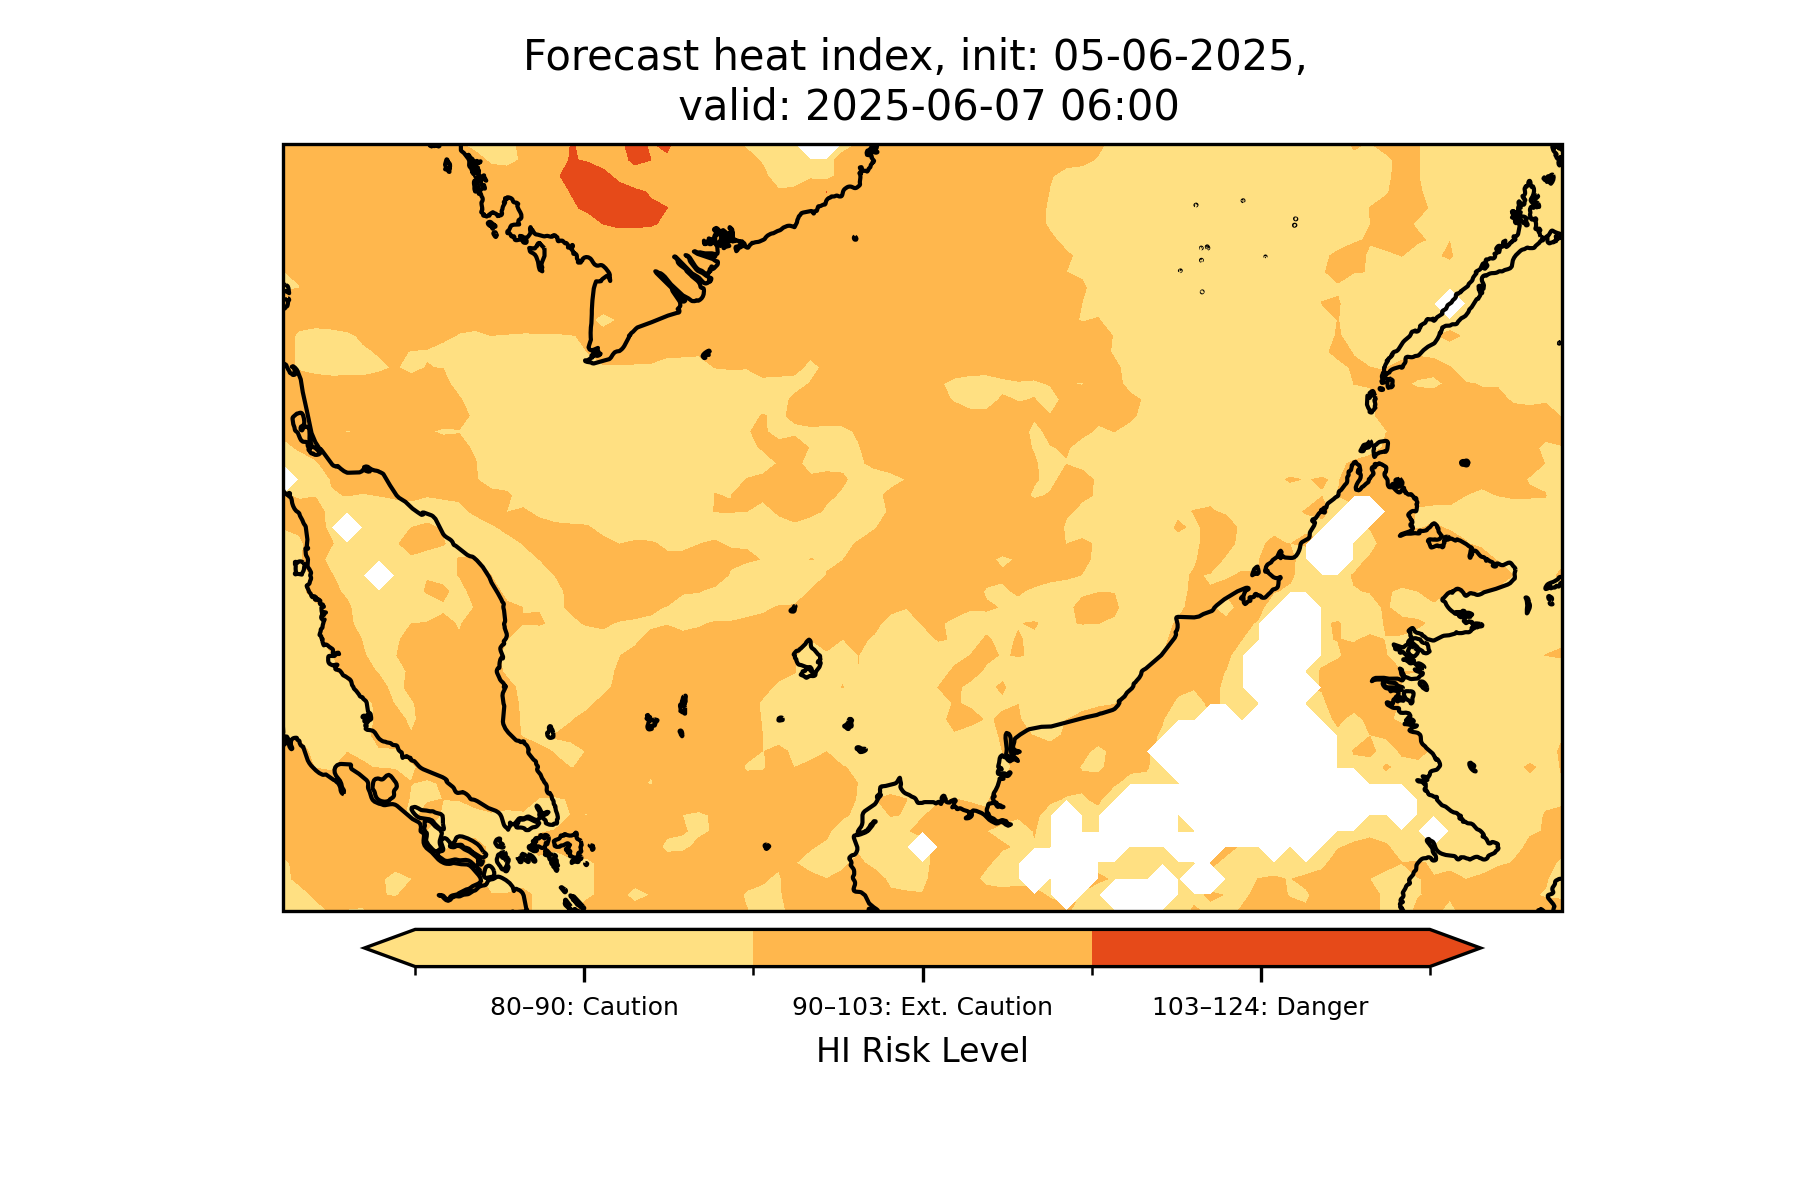 Forecast heat index, init: 05-06-2025,
valid: 2025-06-07 06:00
80–90: Caution
90–103: Ext. Caution
103–124: Danger
HI Risk Level